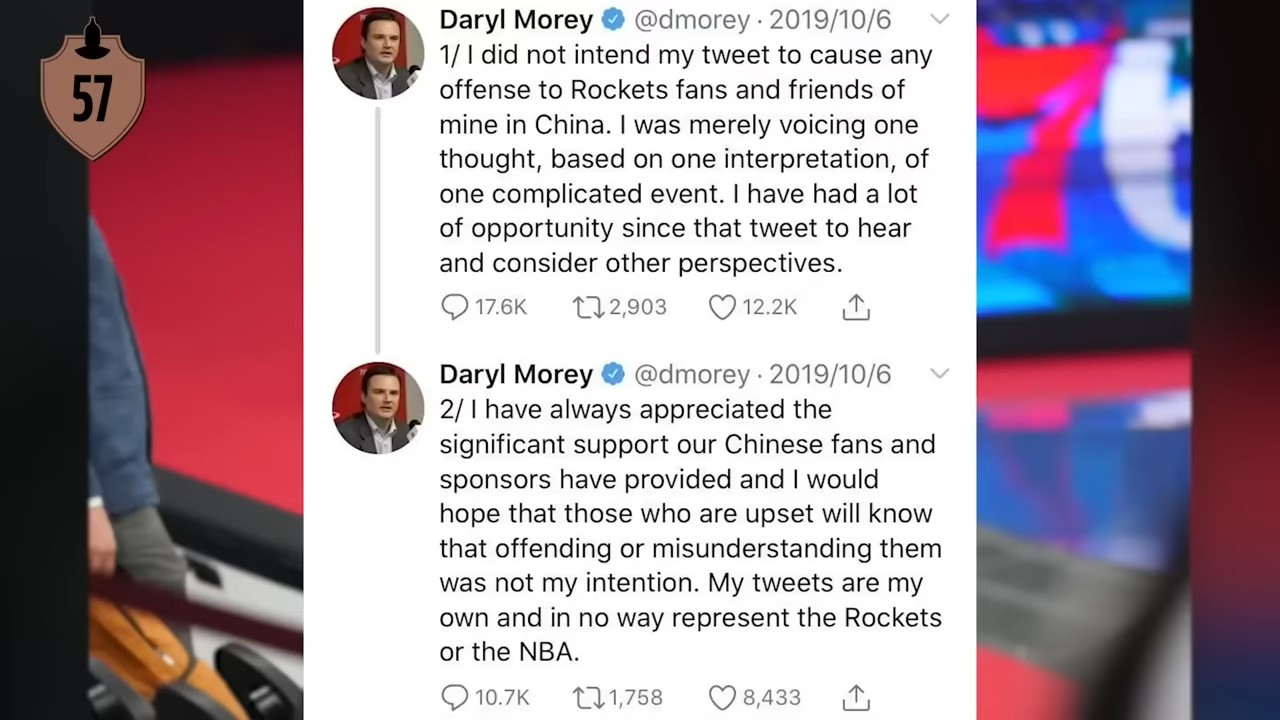 57
Daryl Morey @dmorey · 2019/10/6
1/ I did not intend my tweet to cause any
offense to Rockets fans and friends of
mine in China. I was merely voicing one
thought, based on one interpretation, of
one complicated event. I have had a lot
of opportunity since that tweet to hear
and consider other perspectives.
17.6K 2,903 12.2K
Daryl Morey @dmorey · 2019/10/6
2/ I have always appreciated the
significant support our Chinese fans and
sponsors have provided and I would
hope that those who are upset will know
that offending or misunderstanding them
was not my intention. My tweets are my
own and in no way represent the Rockets
or the NBA.
10.7K 1,758 8,433